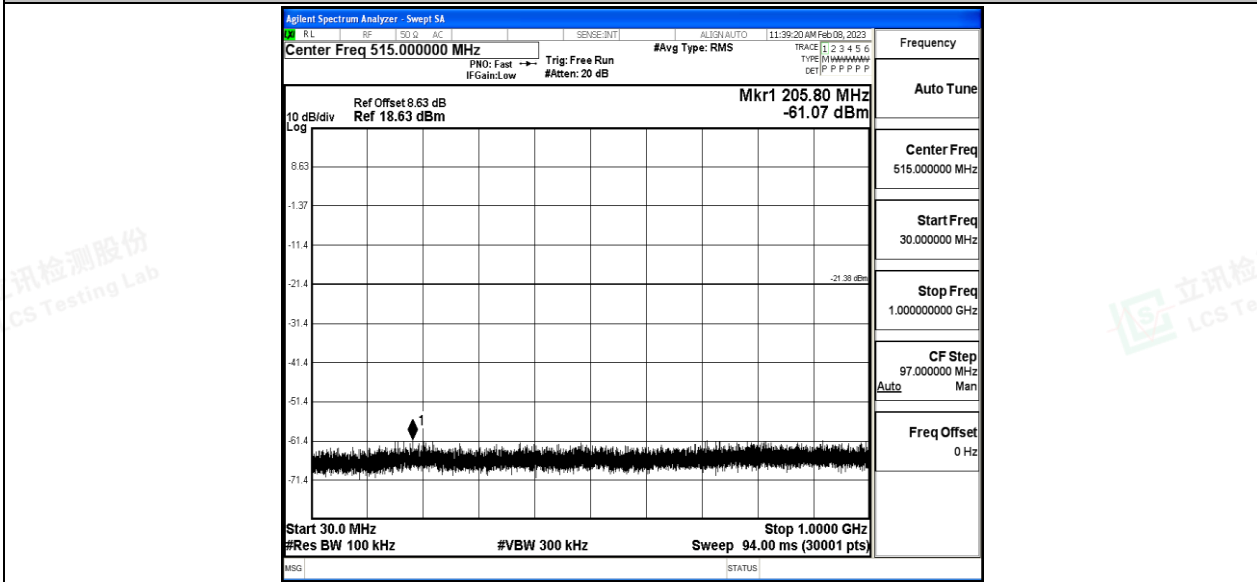 Agilent Spectrum Analyzer - Swept SA
RL RF 50 Ω AC SENSE:INT ALIGN AUTO 11:39:20 AM Feb 08, 2023
Center Freq 515.000000 MHz
PNO: Fast
IFGain:Low
Trig: Free Run
#Atten: 20 dB
#Avg Type: RMS
TRACE 1 2 3 4 5 6
TYPE M
DET P P P P P P
Mkr1 205.80 MHz
-61.07 dBm
Ref Offset 8.63 dB
10 dB/div Ref 18.63 dBm
Log
8.63
-1.37
-11.4
-21.4
-21.38 dBm
-31.4
-41.4
-51.4
1
-61.4
-71.4
Start 30.0 MHz Stop 1.0000 GHz
#Res BW 100 kHz #VBW 300 kHz Sweep 94.00 ms (30001 pts)
MSG STATUS
Frequency
Auto Tune
Center Freq
515.000000 MHz
Start Freq
30.000000 MHz
Stop Freq
1.000000000 GHz
CF Step
97.000000 MHz
Auto Man
Freq Offset
0 Hz
讯检测股份
LCS Testing Lab
立讯检
LCS Te